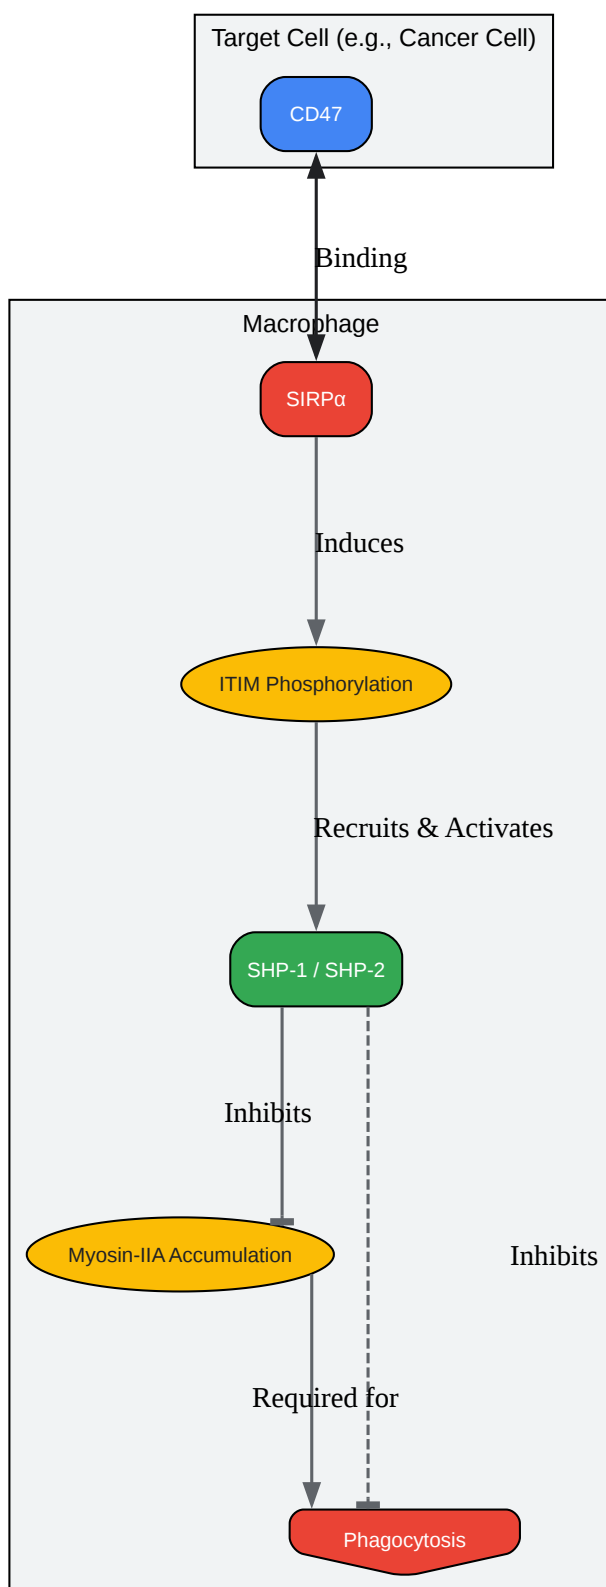 Target Cell (e.g., Cancer Cell)
CD47
Binding
Macrophage
SIRPα
Induces
ITIM Phosphorylation
Recruits & Activates
SHP-1 / SHP-2
Inhibits
Myosin-IIA Accumulation
Inhibits
Required for
Phagocytosis